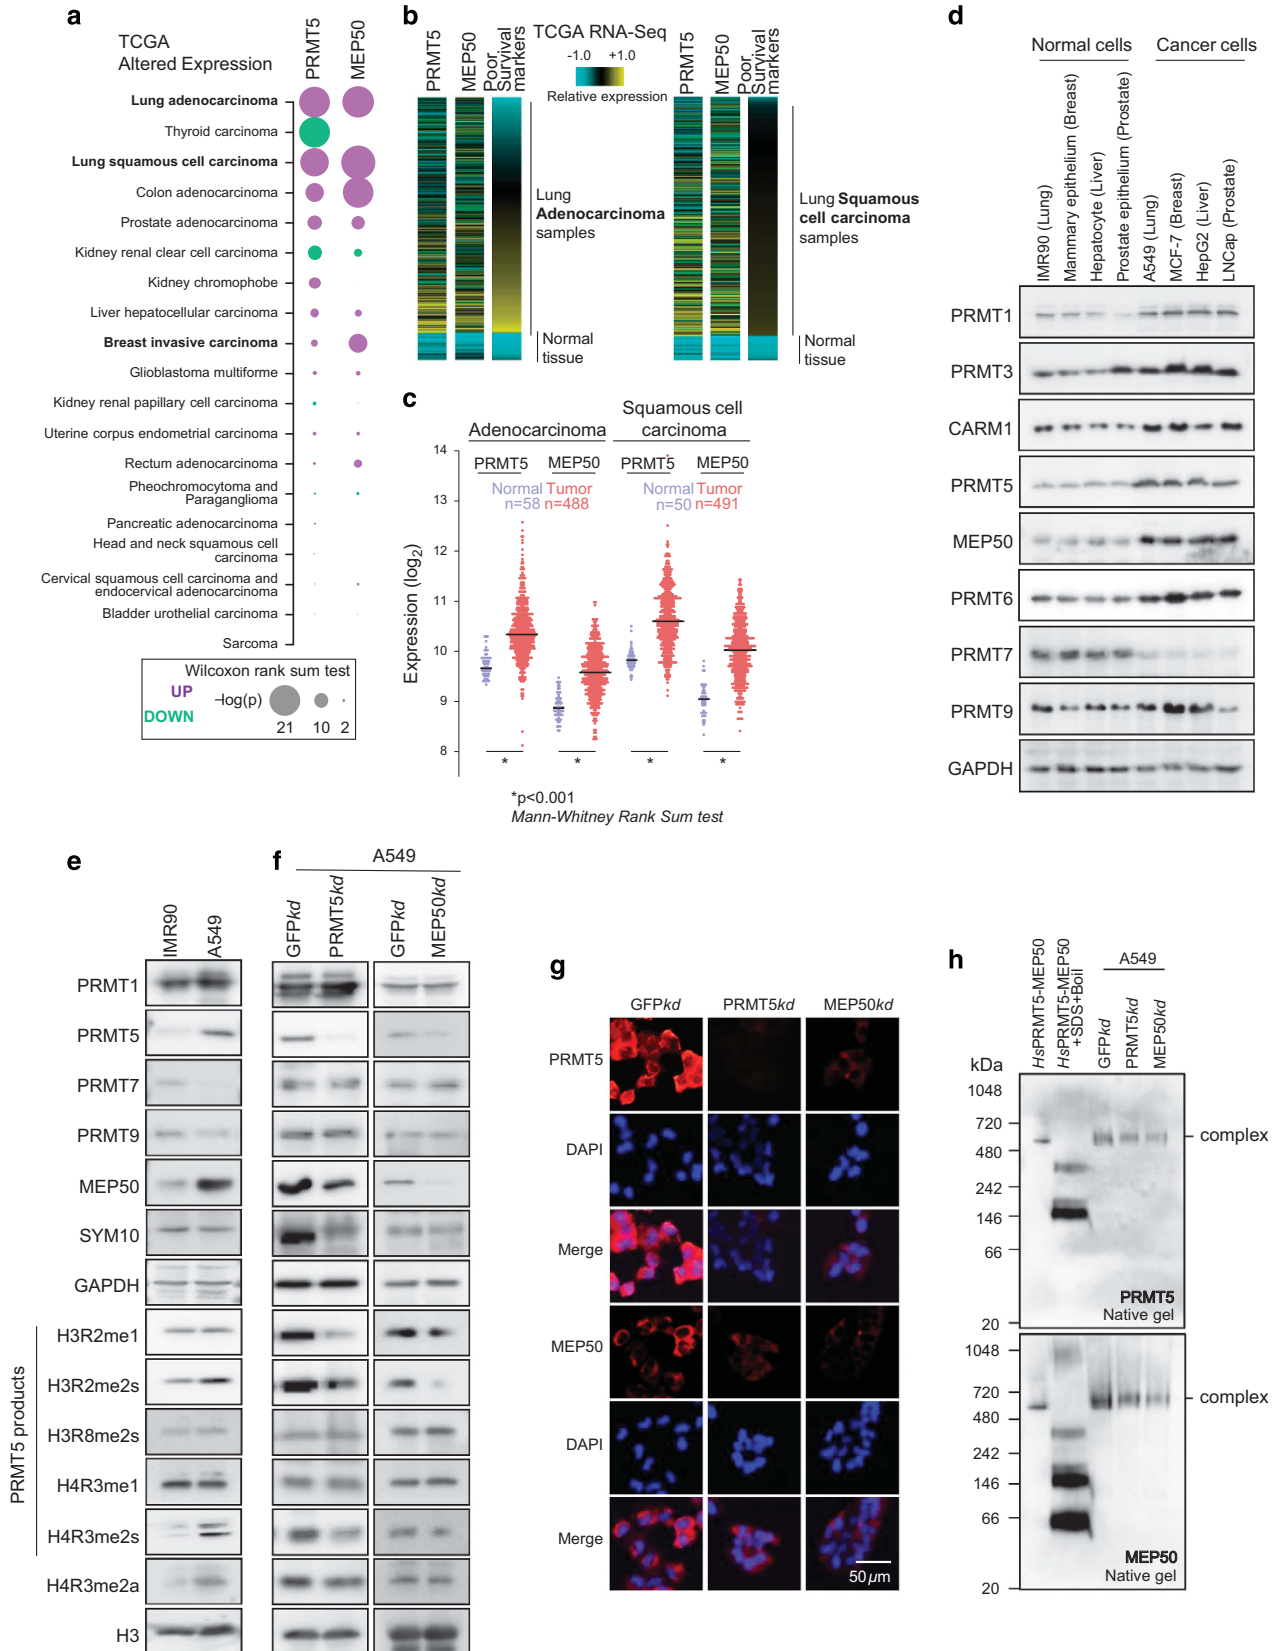 a
TCGA
Altered Expression
PRMT5
MEP50
Lung adenocarcinoma
Thyroid carcinoma
Lung squamous cell carcinoma
Colon adenocarcinoma
Prostate adenocarcinoma
Kidney renal clear cell carcinoma
Kidney chromophobe
Liver hepatocellular carcinoma
Breast invasive carcinoma
Glioblastoma multiforme
Kidney renal papillary cell carcinoma
Uterine corpus endometrial carcinoma
Rectum adenocarcinoma
Pheochromocytoma and
Paraganglioma
Pancreatic adenocarcinoma
Head and neck squamous cell
carcinoma
Cervical squamous cell carcinoma and
endocervical adenocarcinoma
Bladder urothelial carcinoma
Sarcoma
Wilcoxon rank sum test
UP
DOWN
–log(p)
21 10 2
b
PRMT5
MEP50
Poor
Survival
markers
TCGA RNA-Seq
-1.0 +1.0
Relative expression
PRMT5
MEP50
Poor
Survival
markers
Lung
Adenocarcinoma
samples
Normal
tissue
Lung Squamous
cell carcinoma
samples
Normal
tissue
c
Adenocarcinoma
Squamous cell
carcinoma
PRMT5 MEP50 PRMT5 MEP50
Normal Tumor
n=58 n=488
Normal Tumor
n=50 n=491
Expression (log2)
14
13
12
11
10
9
8
* * * *
*p<0.001
Mann-Whitney Rank Sum test
d
Normal cells Cancer cells
IMR90 (Lung)
Mammary epithelium (Breast)
Hepatocyte (Liver)
Prostate epithelium (Prostate)
A549 (Lung)
MCF-7 (Breast)
HepG2 (Liver)
LNCap (Prostate)
PRMT1
PRMT3
CARM1
PRMT5
MEP50
PRMT6
PRMT7
PRMT9
GAPDH
e
IMR90
A549
PRMT1
PRMT5
PRMT7
PRMT9
MEP50
SYM10
GAPDH
PRMT5 products
H3R2me1
H3R2me2s
H3R8me2s
H4R3me1
H4R3me2s
H4R3me2a
H3
f
A549
GFPkd
PRMT5kd
GFPkd
MEP50kd
g
GFPkd PRMT5kd MEP50kd
PRMT5
DAPI
Merge
MEP50
DAPI
Merge
50 µm
h
HsPRMT5-MEP50
HsPRMT5-MEP50
+SDS+Boil
A549
GFPkd
PRMT5kd
MEP50kd
kDa
1048
720
480
242
146
66
20
complex
PRMT5
Native gel
1048
720
480
242
146
66
20
complex
MEP50
Native gel